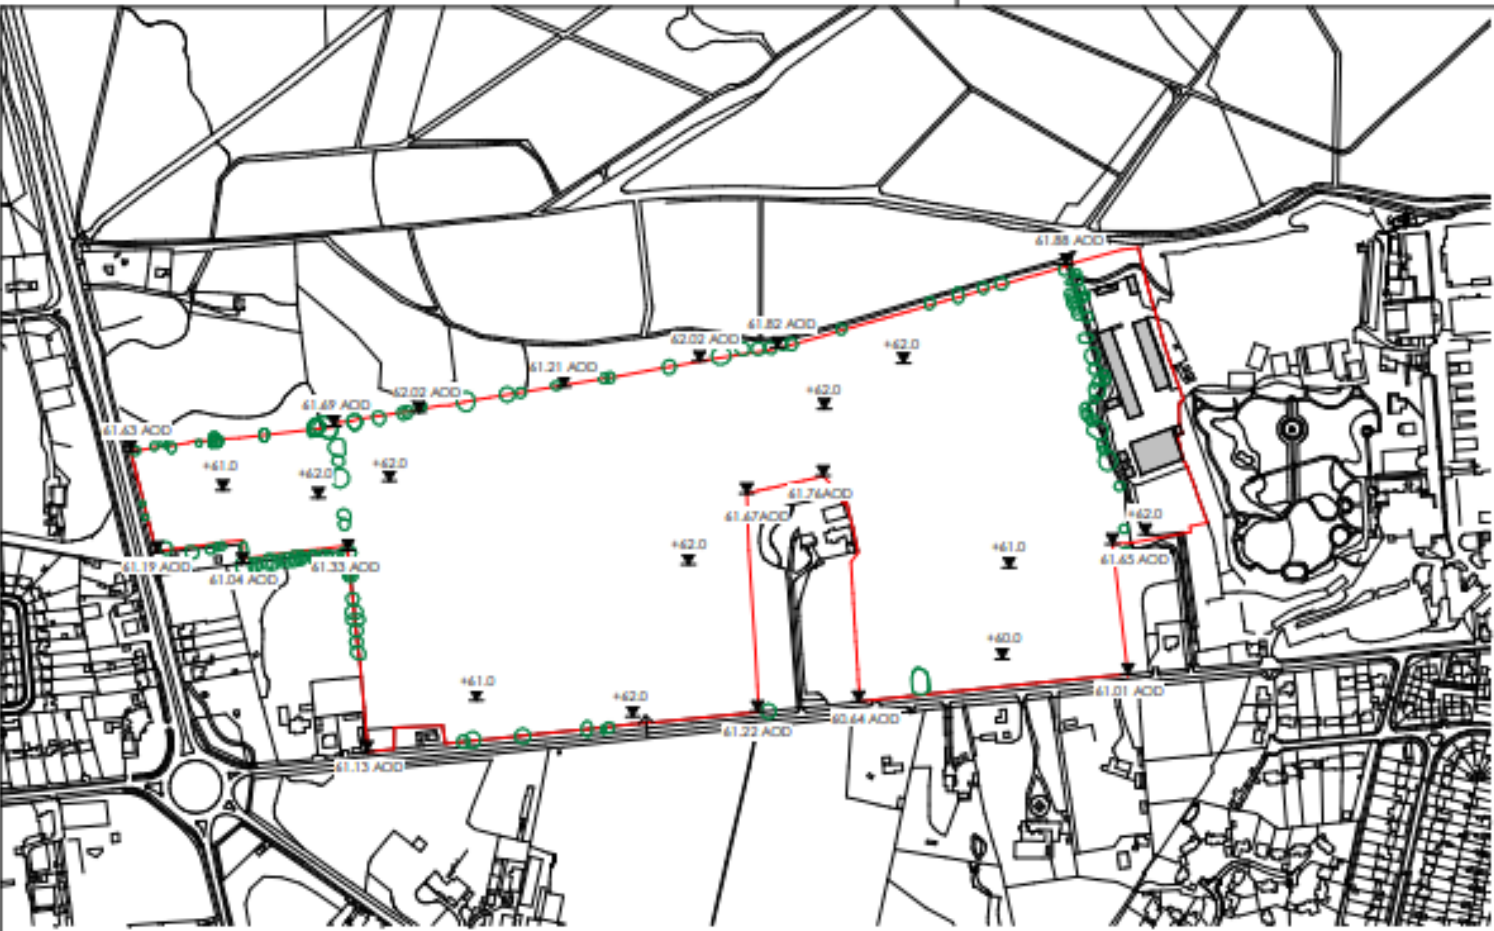 61.88 AOD
61.82 AOD
62.02 AOD
+62.0
61.21 AOD
62.02 AOD
61.69 AOD
+62.0
61.63 AOD
+61.0
+62.0
+62.0
61.76AOD
61.67AOD
+62.0
+62.0
+61.0
61.65 AOD
61.19 AOD
61.04 AOD
61.33 AOD
+60.0
+61.0
+62.0
61.01 AOD
60.64 AOD
61.22 AOD
61.13 AOD